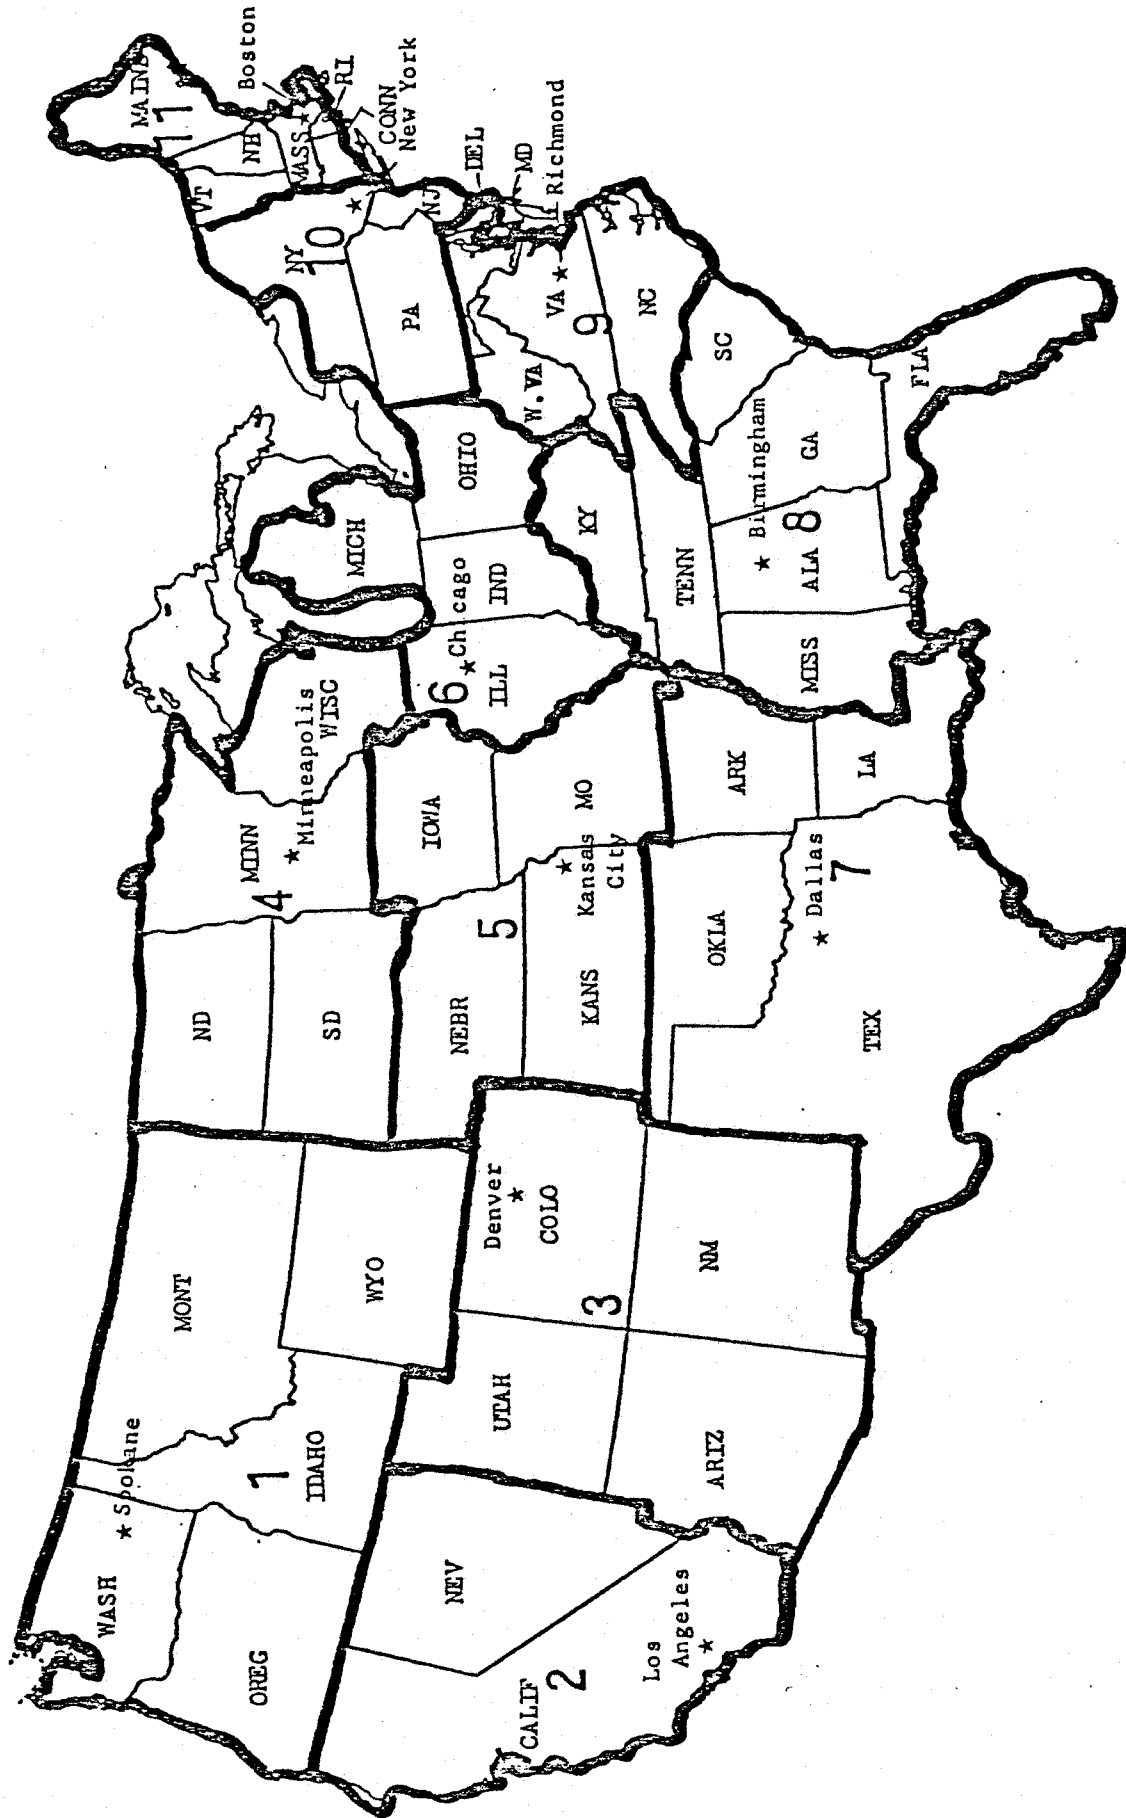 WASH
Spokane
OREG
1
IDAHO
MONT
WYO
CALIF
2
NEV
Los
Angeles
UTAH
3
ARIZ
Denver
COLO
NM
ND
SD
4
MINN
Minneapolis
WISC
NEBR
5
IOWA
KANS
Kansas
City
MO
OKLA
Dallas
7
TEX
ARK
LA
MICH
6
Chicago
ILL
IND
OHIO
KY
TENN
MISS
ALA
8
Birmingham
GA
FLA
SC
NC
9
VA
W.VA
Richmond
MD
DEL
PA
NJ
NY
10
New York
CONN
RI
MASS
Boston
NH
VT
11
MAINE